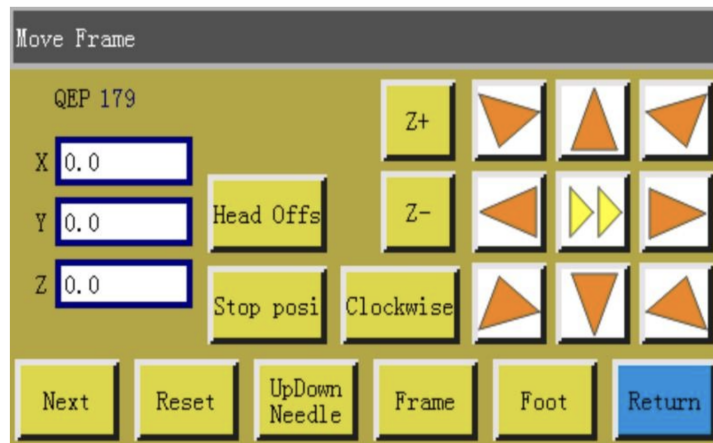 Move Frame
QEP 179
Z+
X 0.0
Y 0.0
Head Offs
Z-
Z 0.0
Stop posi
Clockwise
Next
Reset
UpDown
Needle
Frame
Foot
Return